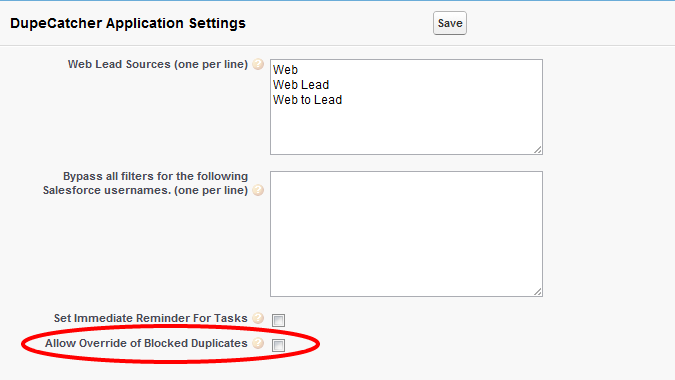 DupeCatcher Application Settings
Save
Web Lead Sources (one per line) ?
Web
Web Lead
Web to Lead
Bypass all filters for the following
Salesforce usernames. (one per line) ?
Set Immediate Reminder For Tasks ?
Allow Override of Blocked Duplicates ?